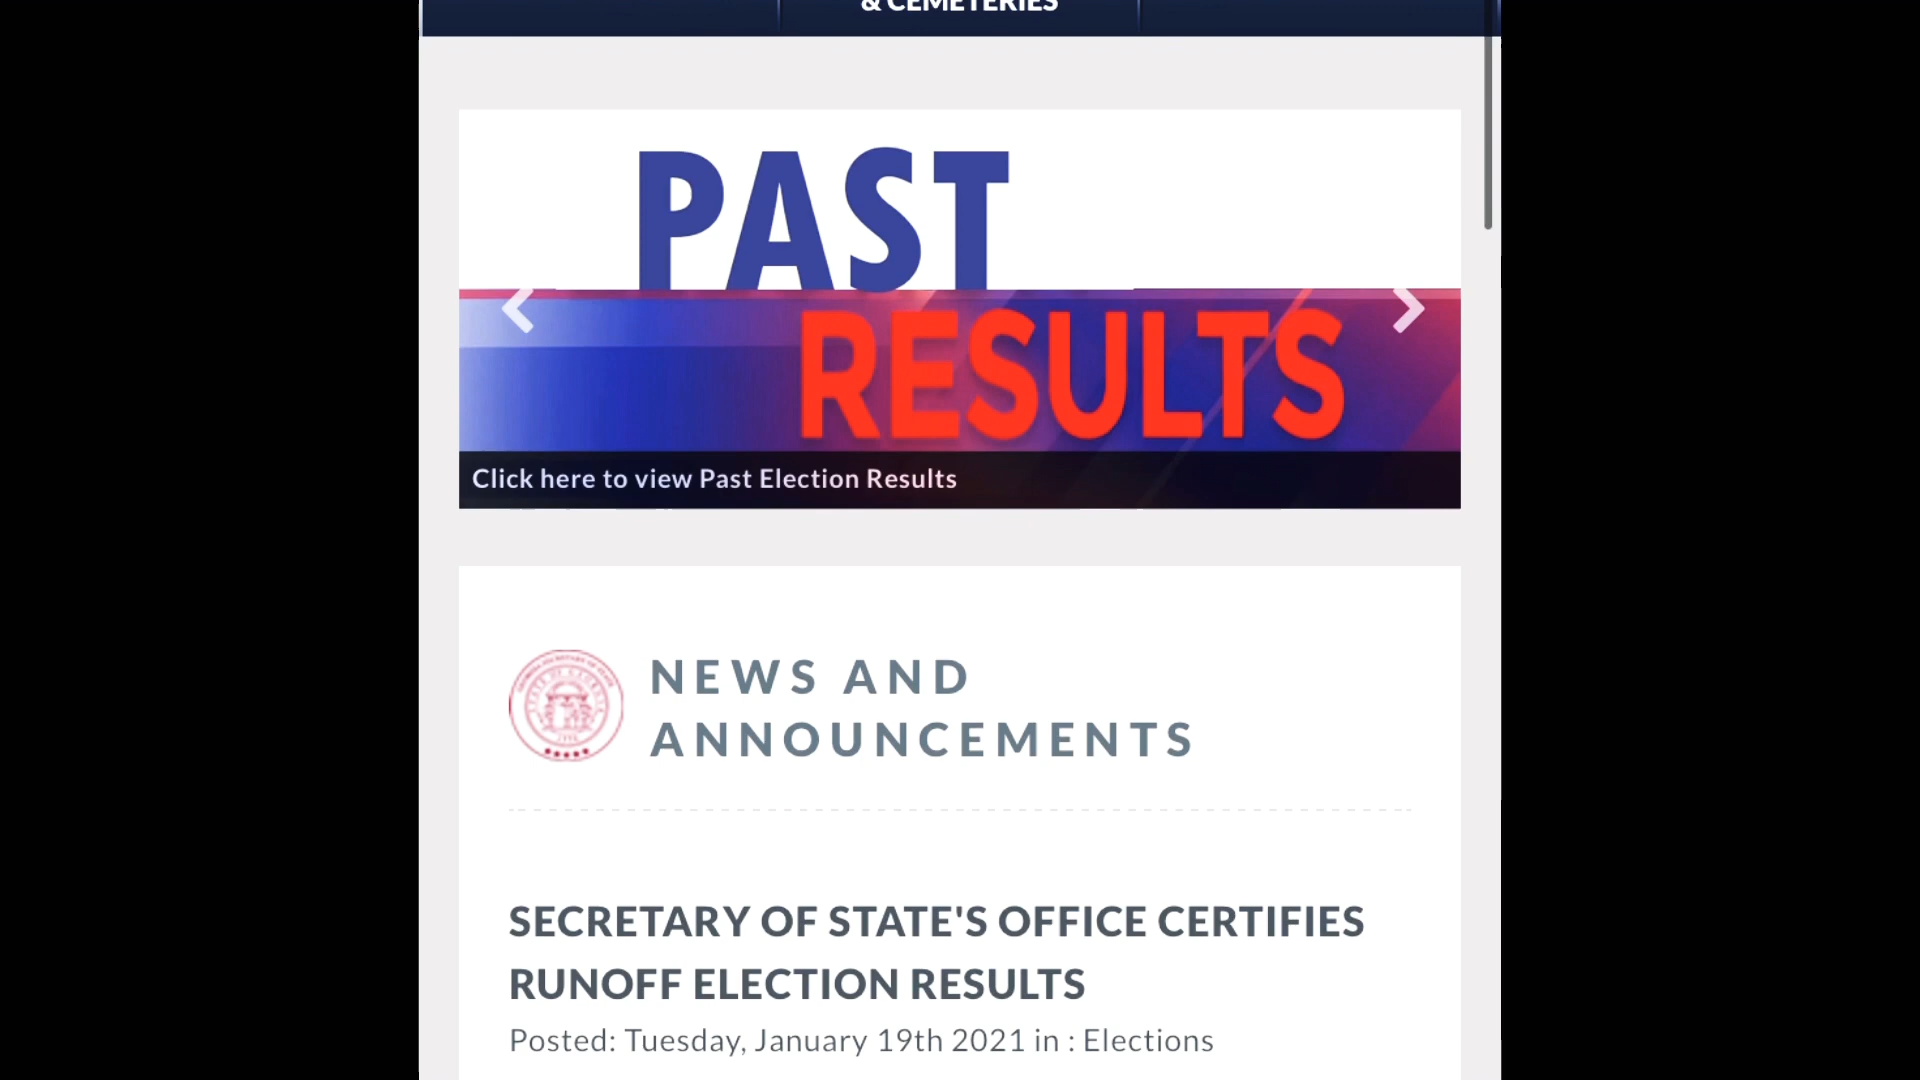 & CEMETERIES
PAST
RESULTS
Click here to view Past Election Results
NEWS AND
ANNOUNCEMENTS
SECRETARY OF STATE'S OFFICE CERTIFIES
RUNOFF ELECTION RESULTS
Posted: Tuesday, January 19th 2021 in : Elections